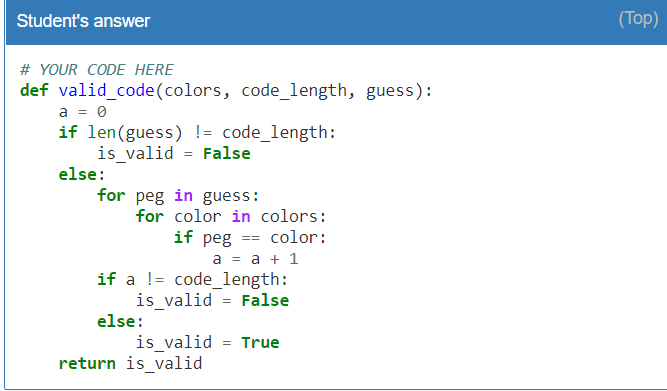 Student's answer
(Top)
# YOUR CODE HERE
def valid_code(colors, code_length, guess):
    a = 0
    if len(guess) != code_length:
        is_valid = False
    else:
        for peg in guess:
            for color in colors:
                if peg == color:
                    a = a + 1
        if a != code_length:
            is_valid = False
        else:
            is_valid = True
    return is_valid